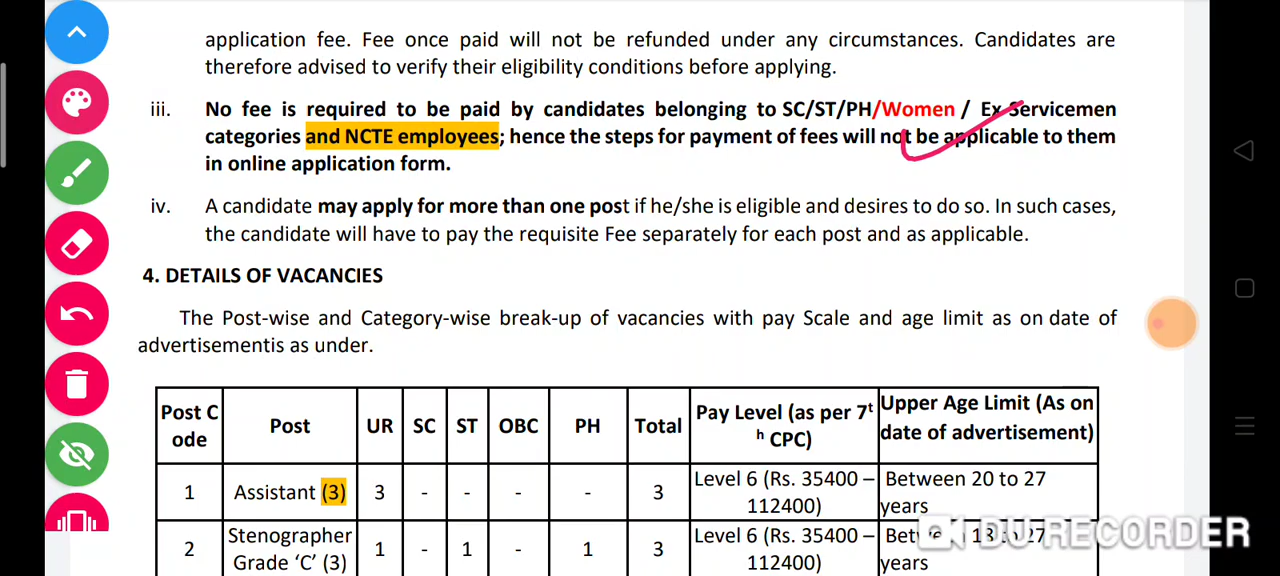 application fee. Fee once paid will not be refunded under any circumstances. Candidates are
therefore advised to verify their eligibility conditions before applying.
iii. No fee is required to be paid by candidates belonging to SC/ST/PH/Women / Ex-Servicemen
categories and NCTE employees; hence the steps for payment of fees will not be applicable to them
in online application form.
iv. A candidate may apply for more than one post if he/she is eligible and desires to do so. In such cases,
the candidate will have to pay the requisite Fee separately for each post and as applicable.
4. DETAILS OF VACANCIES
The Post-wise and Category-wise break-up of vacancies with pay Scale and age limit as on date of
advertisementis as under.
Post C
ode
Post
UR
SC
ST
OBC
PH
Total
Pay Level (as per 7t
h CPC)
Upper Age Limit (As on
date of advertisement)
1
Assistant (3)
3
-
-
-
-
3
Level 6 (Rs. 35400 –
112400)
Between 20 to 27
years
2
Stenographer
Grade ‘C’ (3)
1
-
1
-
1
3
Level 6 (Rs. 35400 –
112400)
Between 18 to 27
years
DU RECORDER